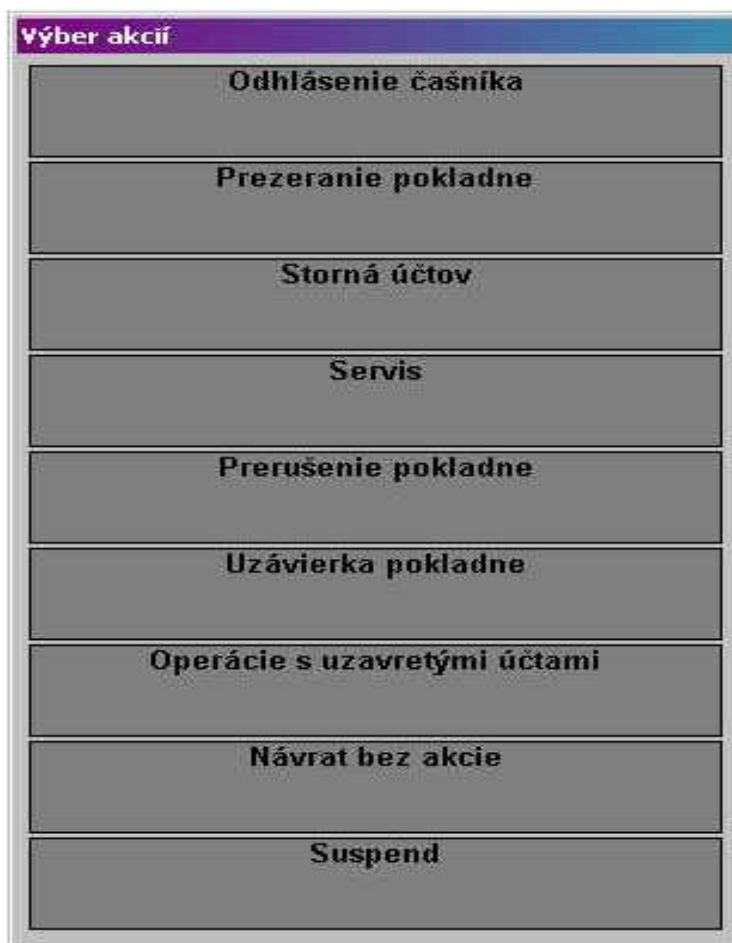 Výber akcií
Odhlásenie čašníka
Prezeranie pokladne
Storná účtov
Servis
Prerušenie pokladne
Uzávierka pokladne
Operácie s uzavretými účtami
Návrat bez akcie
Suspend